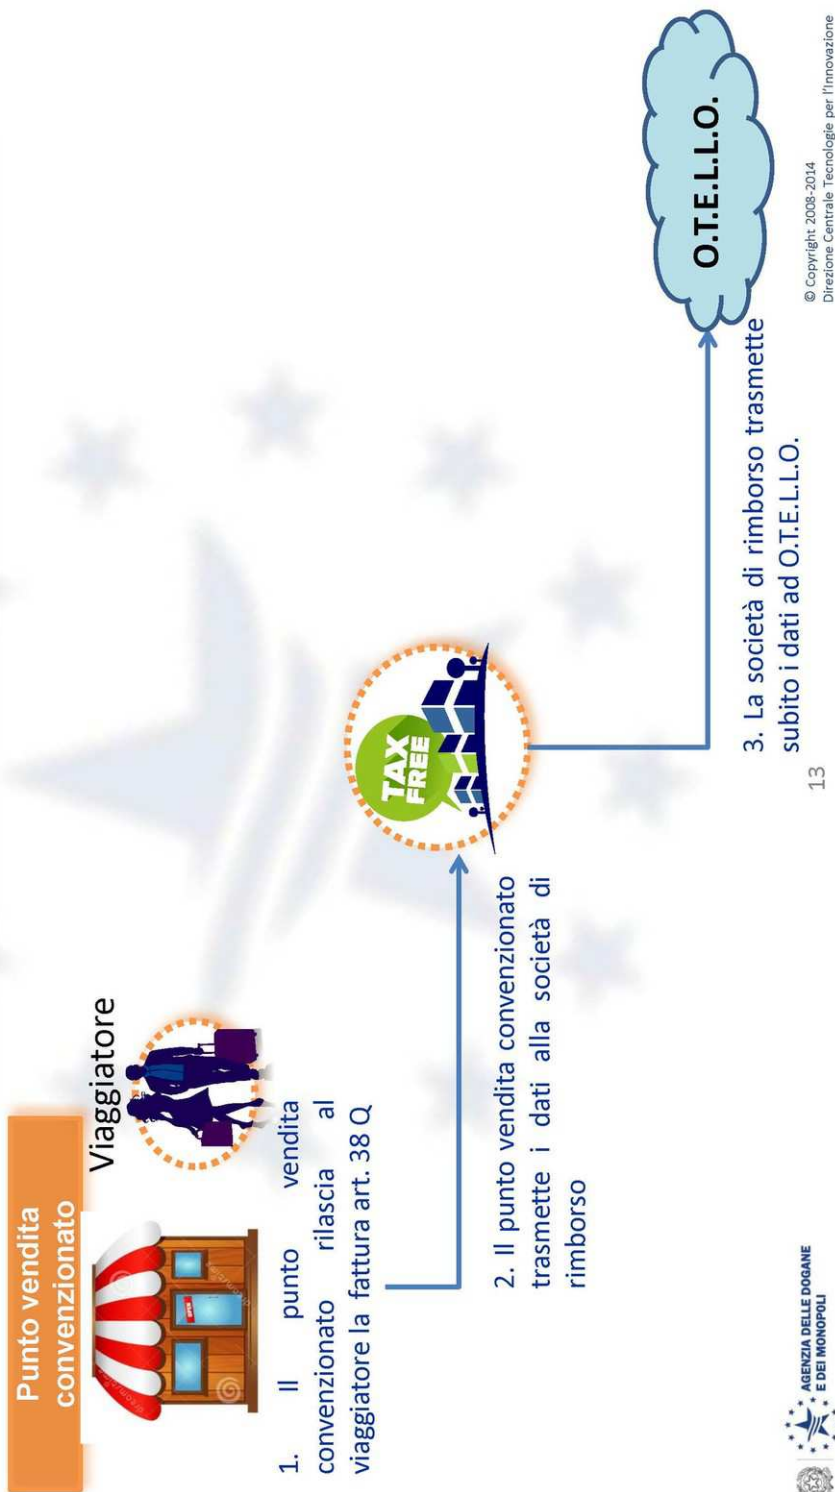 Punto vendita
convenzionato
Viaggiatore
1. Il punto vendita
convenzionato rilascia al
viaggiatore la fattura art. 38 Q
2. Il punto vendita convenzionato
trasmette i dati alla società di
rimborso
TAX
FREE
3. La società di rimborso trasmette
subito i dati ad O.T.E.L.L.O.
O.T.E.L.L.O.
AGENZIA DELLE DOGANE
E DEI MONOPOLI
13
© Copyright 2008-2014
Direzione Centrale Tecnologie per l'Innovazione